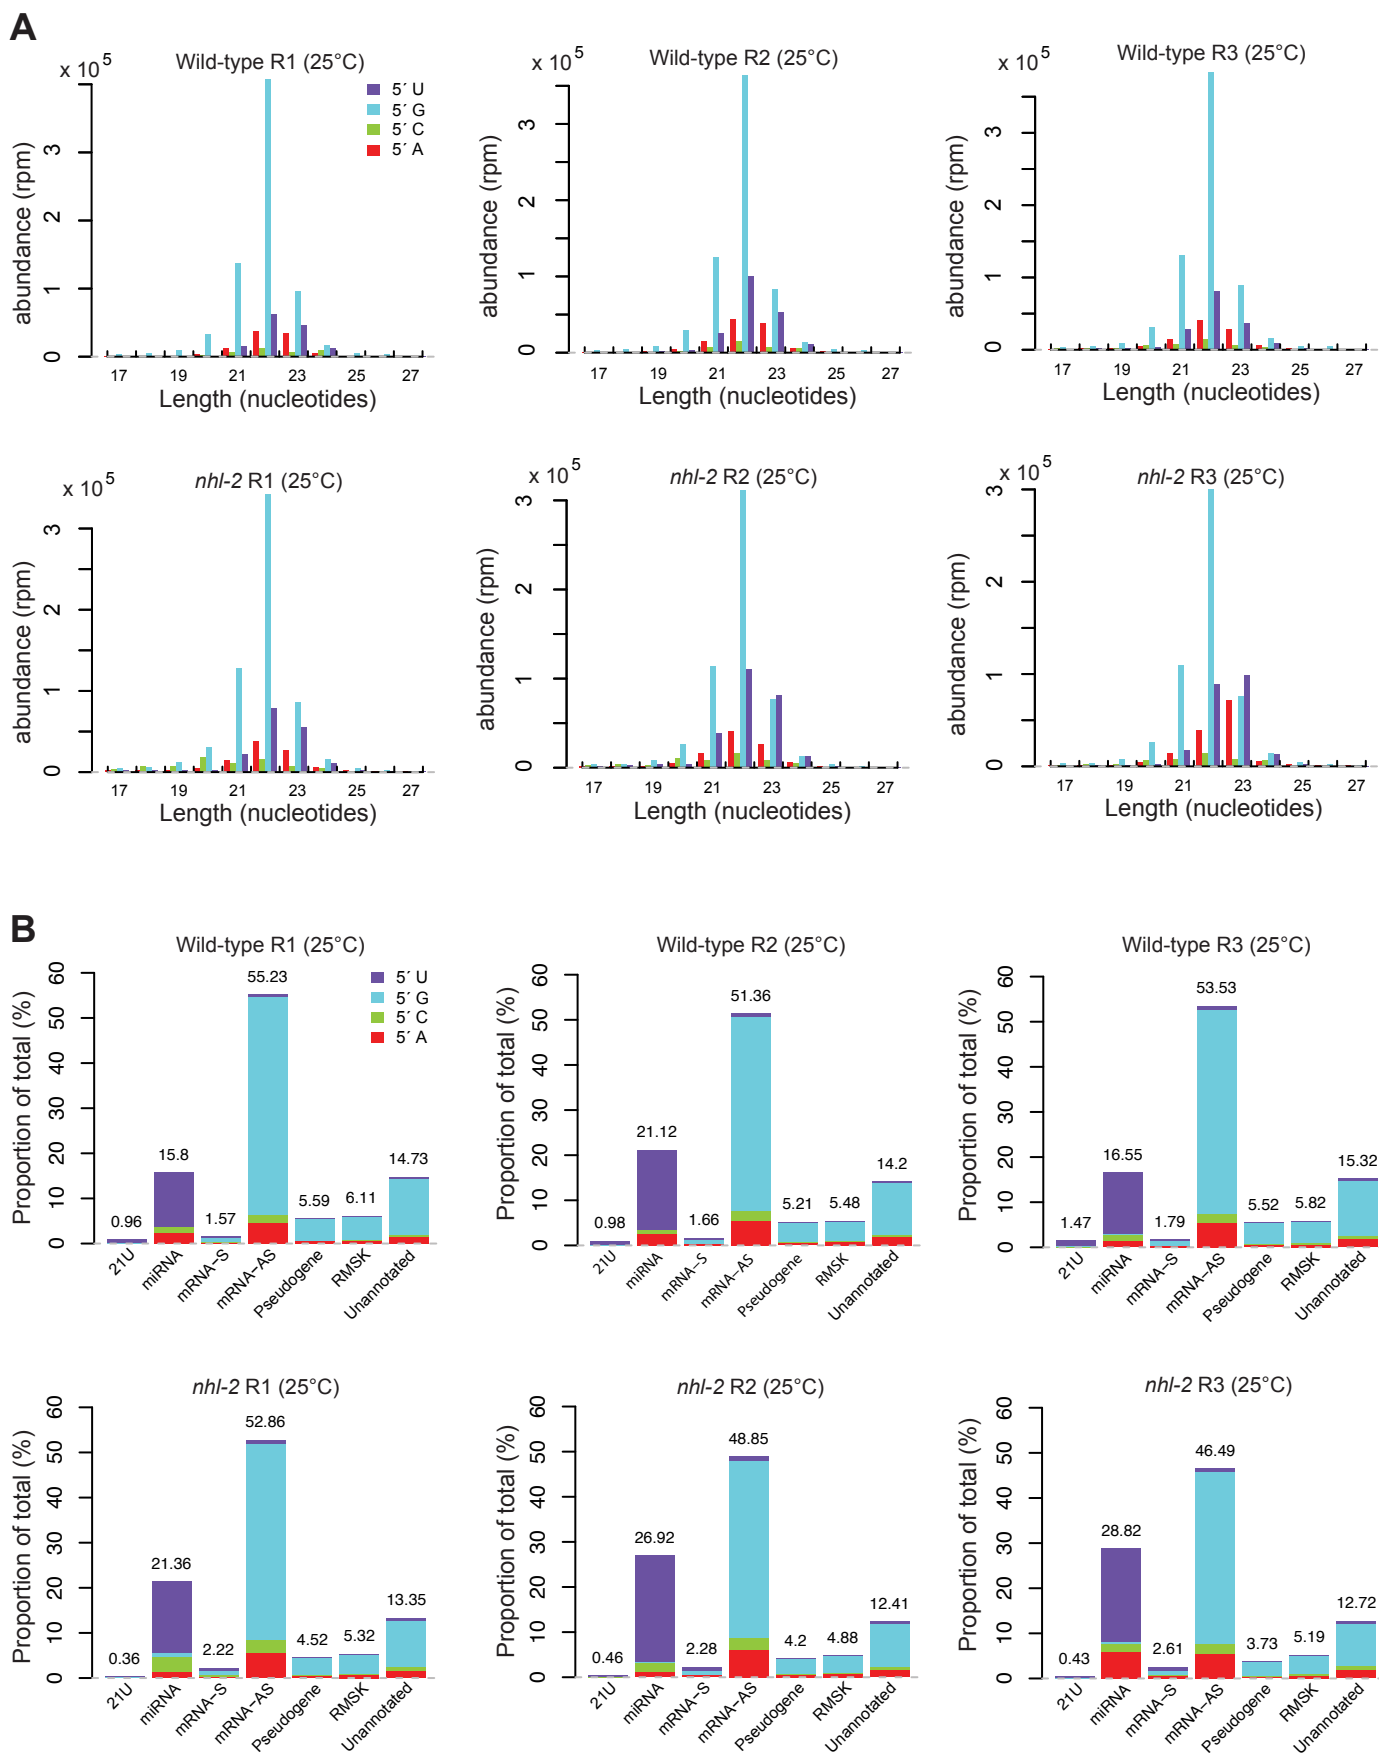 A
Wild-type R1 (25°C)
x 10⁵
abundance (rpm)
0 1 2 3
5´ U
5´ G
5´ C
5´ A
17 19 21 23 25 27
Length (nucleotides)
Wild-type R2 (25°C)
x 10⁵
abundance (rpm)
0 1 2 3
17 19 21 23 25 27
Length (nucleotides)
Wild-type R3 (25°C)
x 10⁵
abundance (rpm)
0 1 2 3
17 19 21 23 25 27
Length (nucleotides)
nhl-2 R1 (25°C)
x 10⁵
abundance (rpm)
0 1 2 3
17 19 21 23 25 27
Length (nucleotides)
nhl-2 R2 (25°C)
x 10⁵
abundance (rpm)
0 1 2 3
17 19 21 23 25 27
Length (nucleotides)
nhl-2 R3 (25°C)
x 10⁵
abundance (rpm)
0 1 2 3
17 19 21 23 25 27
Length (nucleotides)
B
Wild-type R1 (25°C)
Proportion of total (%)
0 10 20 30 40 50 60
5´ U
5´ G
5´ C
5´ A
0.96 15.8 1.57 55.23 5.59 6.11 14.73
21U miRNA mRNA−S mRNA−AS Pseudogene RMSK Unannotated
Wild-type R2 (25°C)
Proportion of total (%)
0 10 20 30 40 50 60
0.98 21.12 1.66 51.36 5.21 5.48 14.2
21U miRNA mRNA−S mRNA−AS Pseudogene RMSK Unannotated
Wild-type R3 (25°C)
Proportion of total (%)
0 10 20 30 40 50 60
1.47 16.55 1.79 53.53 5.52 5.82 15.32
21U miRNA mRNA−S mRNA−AS Pseudogene RMSK Unannotated
nhl-2 R1 (25°C)
Proportion of total (%)
0 10 20 30 40 50 60
0.36 21.36 2.22 52.86 4.52 5.32 13.35
21U miRNA mRNA−S mRNA−AS Pseudogene RMSK Unannotated
nhl-2 R2 (25°C)
Proportion of total (%)
0 10 20 30 40 50 60
0.46 26.92 2.28 48.85 4.2 4.88 12.41
21U miRNA mRNA−S mRNA−AS Pseudogene RMSK Unannotated
nhl-2 R3 (25°C)
Proportion of total (%)
0 10 20 30 40 50 60
0.43 28.82 2.61 46.49 3.73 5.19 12.72
21U miRNA mRNA−S mRNA−AS Pseudogene RMSK Unannotated